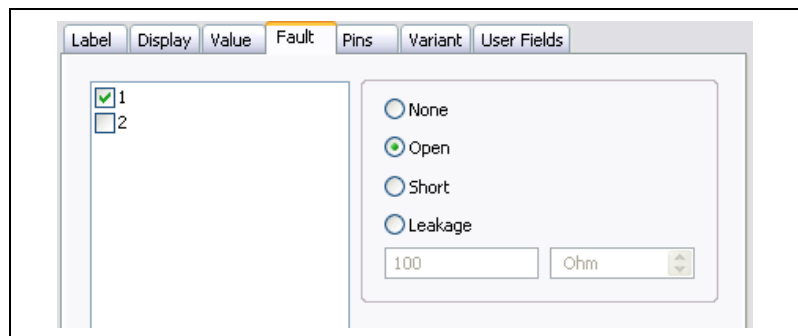 Label Display Value Fault Pins Variant User Fields
1
2
None
Open
Short
Leakage
100 Ohm